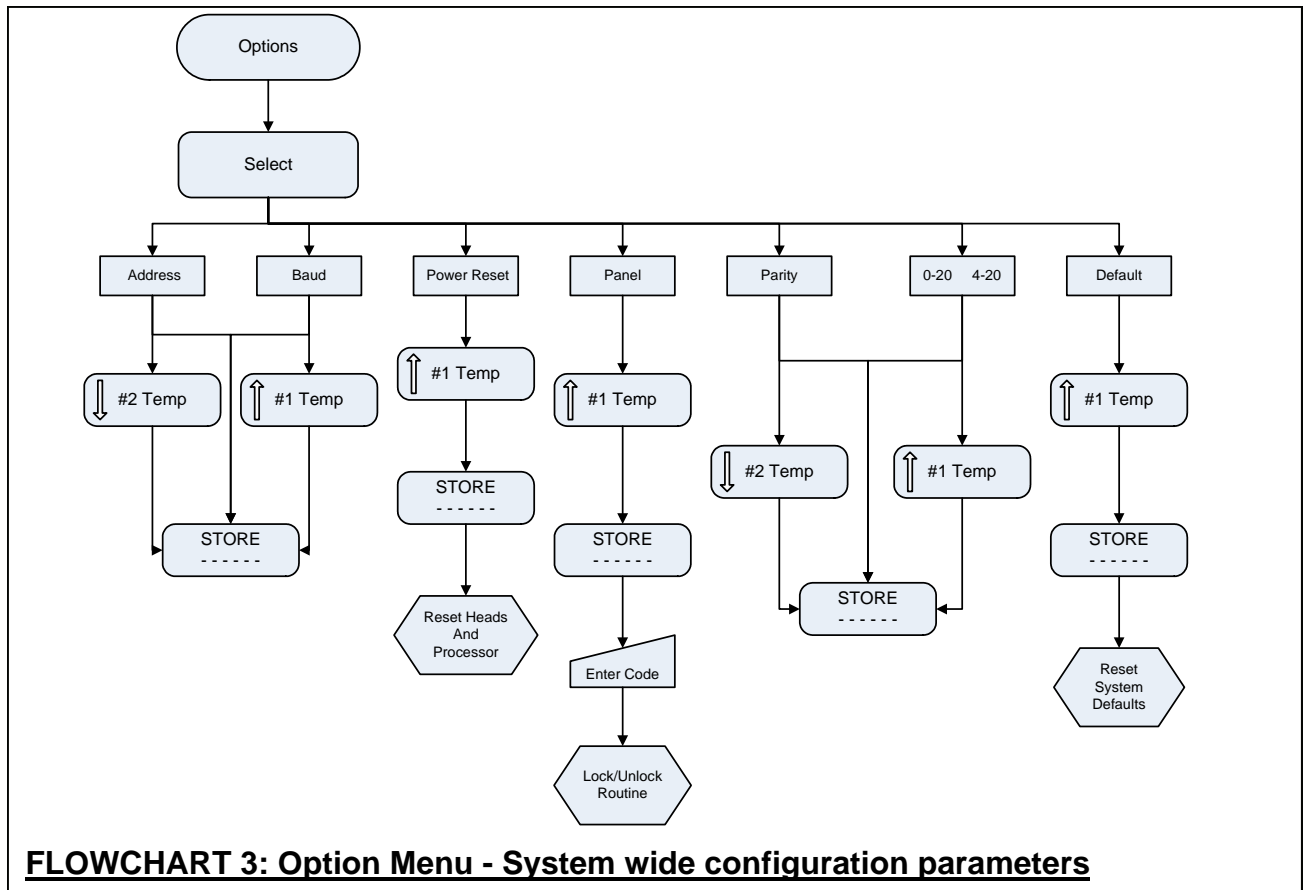 Options
Select
Address
Baud
Power Reset
Panel
Parity
0-20 4-20
Default
#2 Temp
#1 Temp
#1 Temp
#1 Temp
#2 Temp
#1 Temp
#1 Temp
STORE
- - - - - -
STORE
- - - - - -
STORE
- - - - - -
STORE
- - - - - -
STORE
- - - - - -
Reset Heads
And
Processor
Enter Code
Lock/Unlock
Routine
Reset
System
Defaults
FLOWCHART 3: Option Menu - System wide configuration parameters